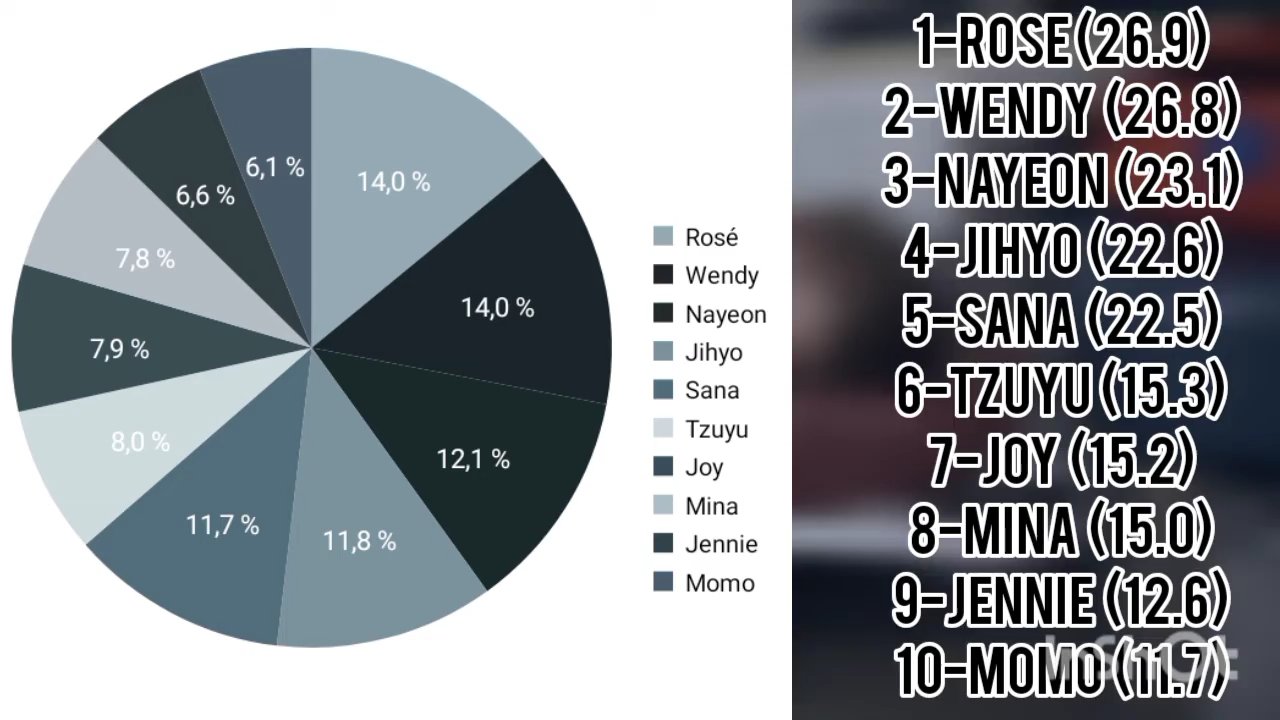 6,1 %
14,0 %
6,6 %
7,8 %
14,0 %
7,9 %
8,0 %
12,1 %
11,7 %
11,8 %
Rosé
Wendy
Nayeon
Jihyo
Sana
Tzuyu
Joy
Mina
Jennie
Momo
1-ROSE(26.9)
2-WENDY (26.8)
3-NAYEON (23.1)
4-JIHYO (22.6)
5-SANA (22.5)
6-TZUYU (15.3)
7-JOY (15.2)
8-MINA (15.0)
9-JENNIE (12.6)
10-MOMO (11.7)
InShOt